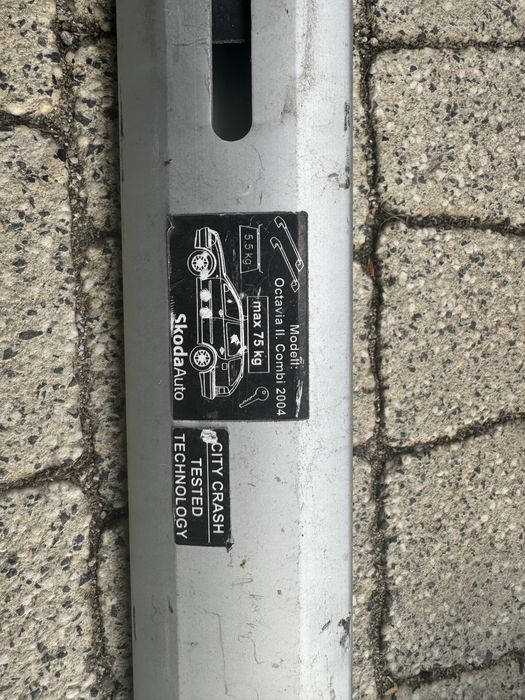 Modell:
Octavia II. Combi 2004
5,5 kg
max 75 kg
SkodaAuto
CITY CRASH
TESTED
TECHNOLOGY